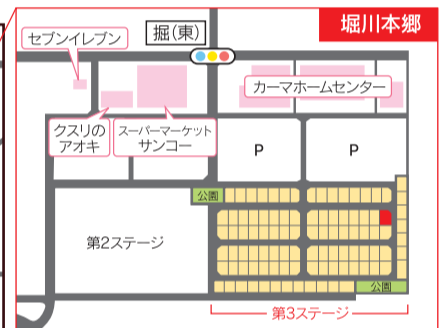 堀川本郷
セブンイレブン
掘(東)
カーマホームセンター
クスリの
アオキ
スーパーマーケット
サンコー
P
P
公園
第2ステージ
公園
第3ステージ